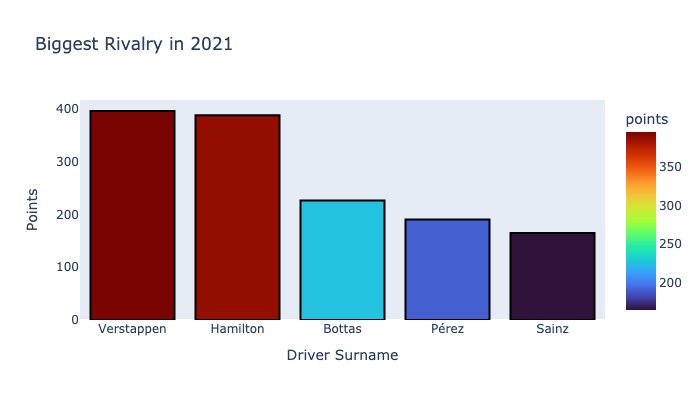 Biggest Rivalry in 2021
points
400
300
200
100
0
Points
Verstappen Hamilton Bottas Pérez Sainz
Driver Surname
350
300
250
200